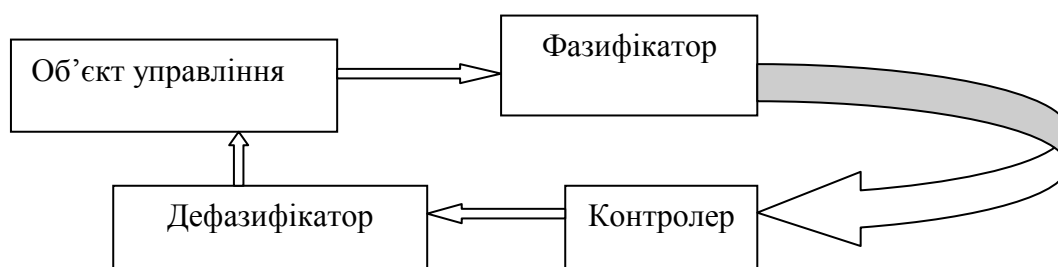 Об’єкт управління
Фазифікатор
Дефазифікатор
Контролер